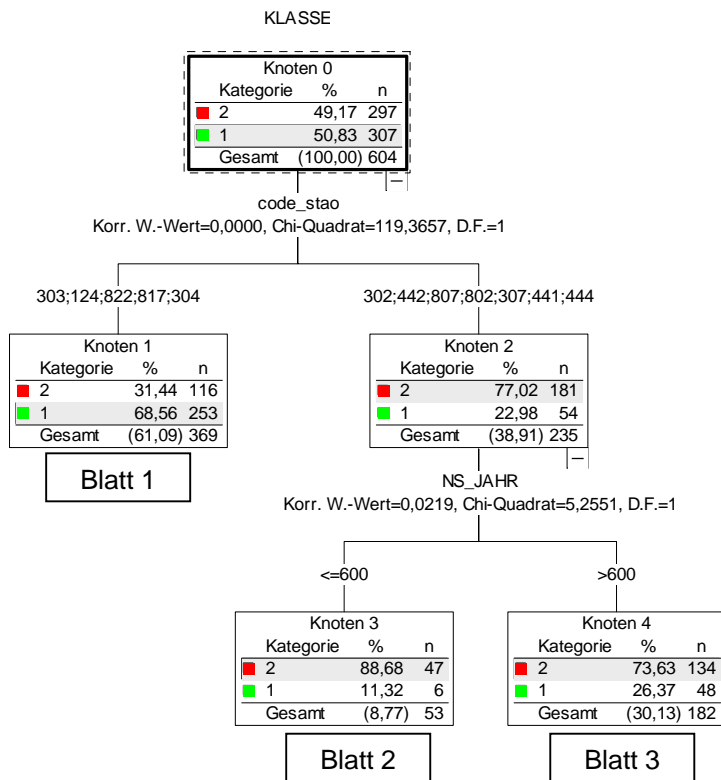 KLASSE
Knoten 0
Kategorie % n
2 49,17 297
1 50,83 307
Gesamt (100,00) 604
code_stao
Korr. W.-Wert=0,0000, Chi-Quadrat=119,3657, D.F.=1
303;124;822;817;304
302;442;807;802;307;441;444
Knoten 1
Kategorie % n
2 31,44 116
1 68,56 253
Gesamt (61,09) 369
Blatt 1
Knoten 2
Kategorie % n
2 77,02 181
1 22,98 54
Gesamt (38,91) 235
NS_JAHR
Korr. W.-Wert=0,0219, Chi-Quadrat=5,2551, D.F.=1
<=600
>600
Knoten 3
Kategorie % n
2 88,68 47
1 11,32 6
Gesamt (8,77) 53
Blatt 2
Knoten 4
Kategorie % n
2 73,63 134
1 26,37 48
Gesamt (30,13) 182
Blatt 3